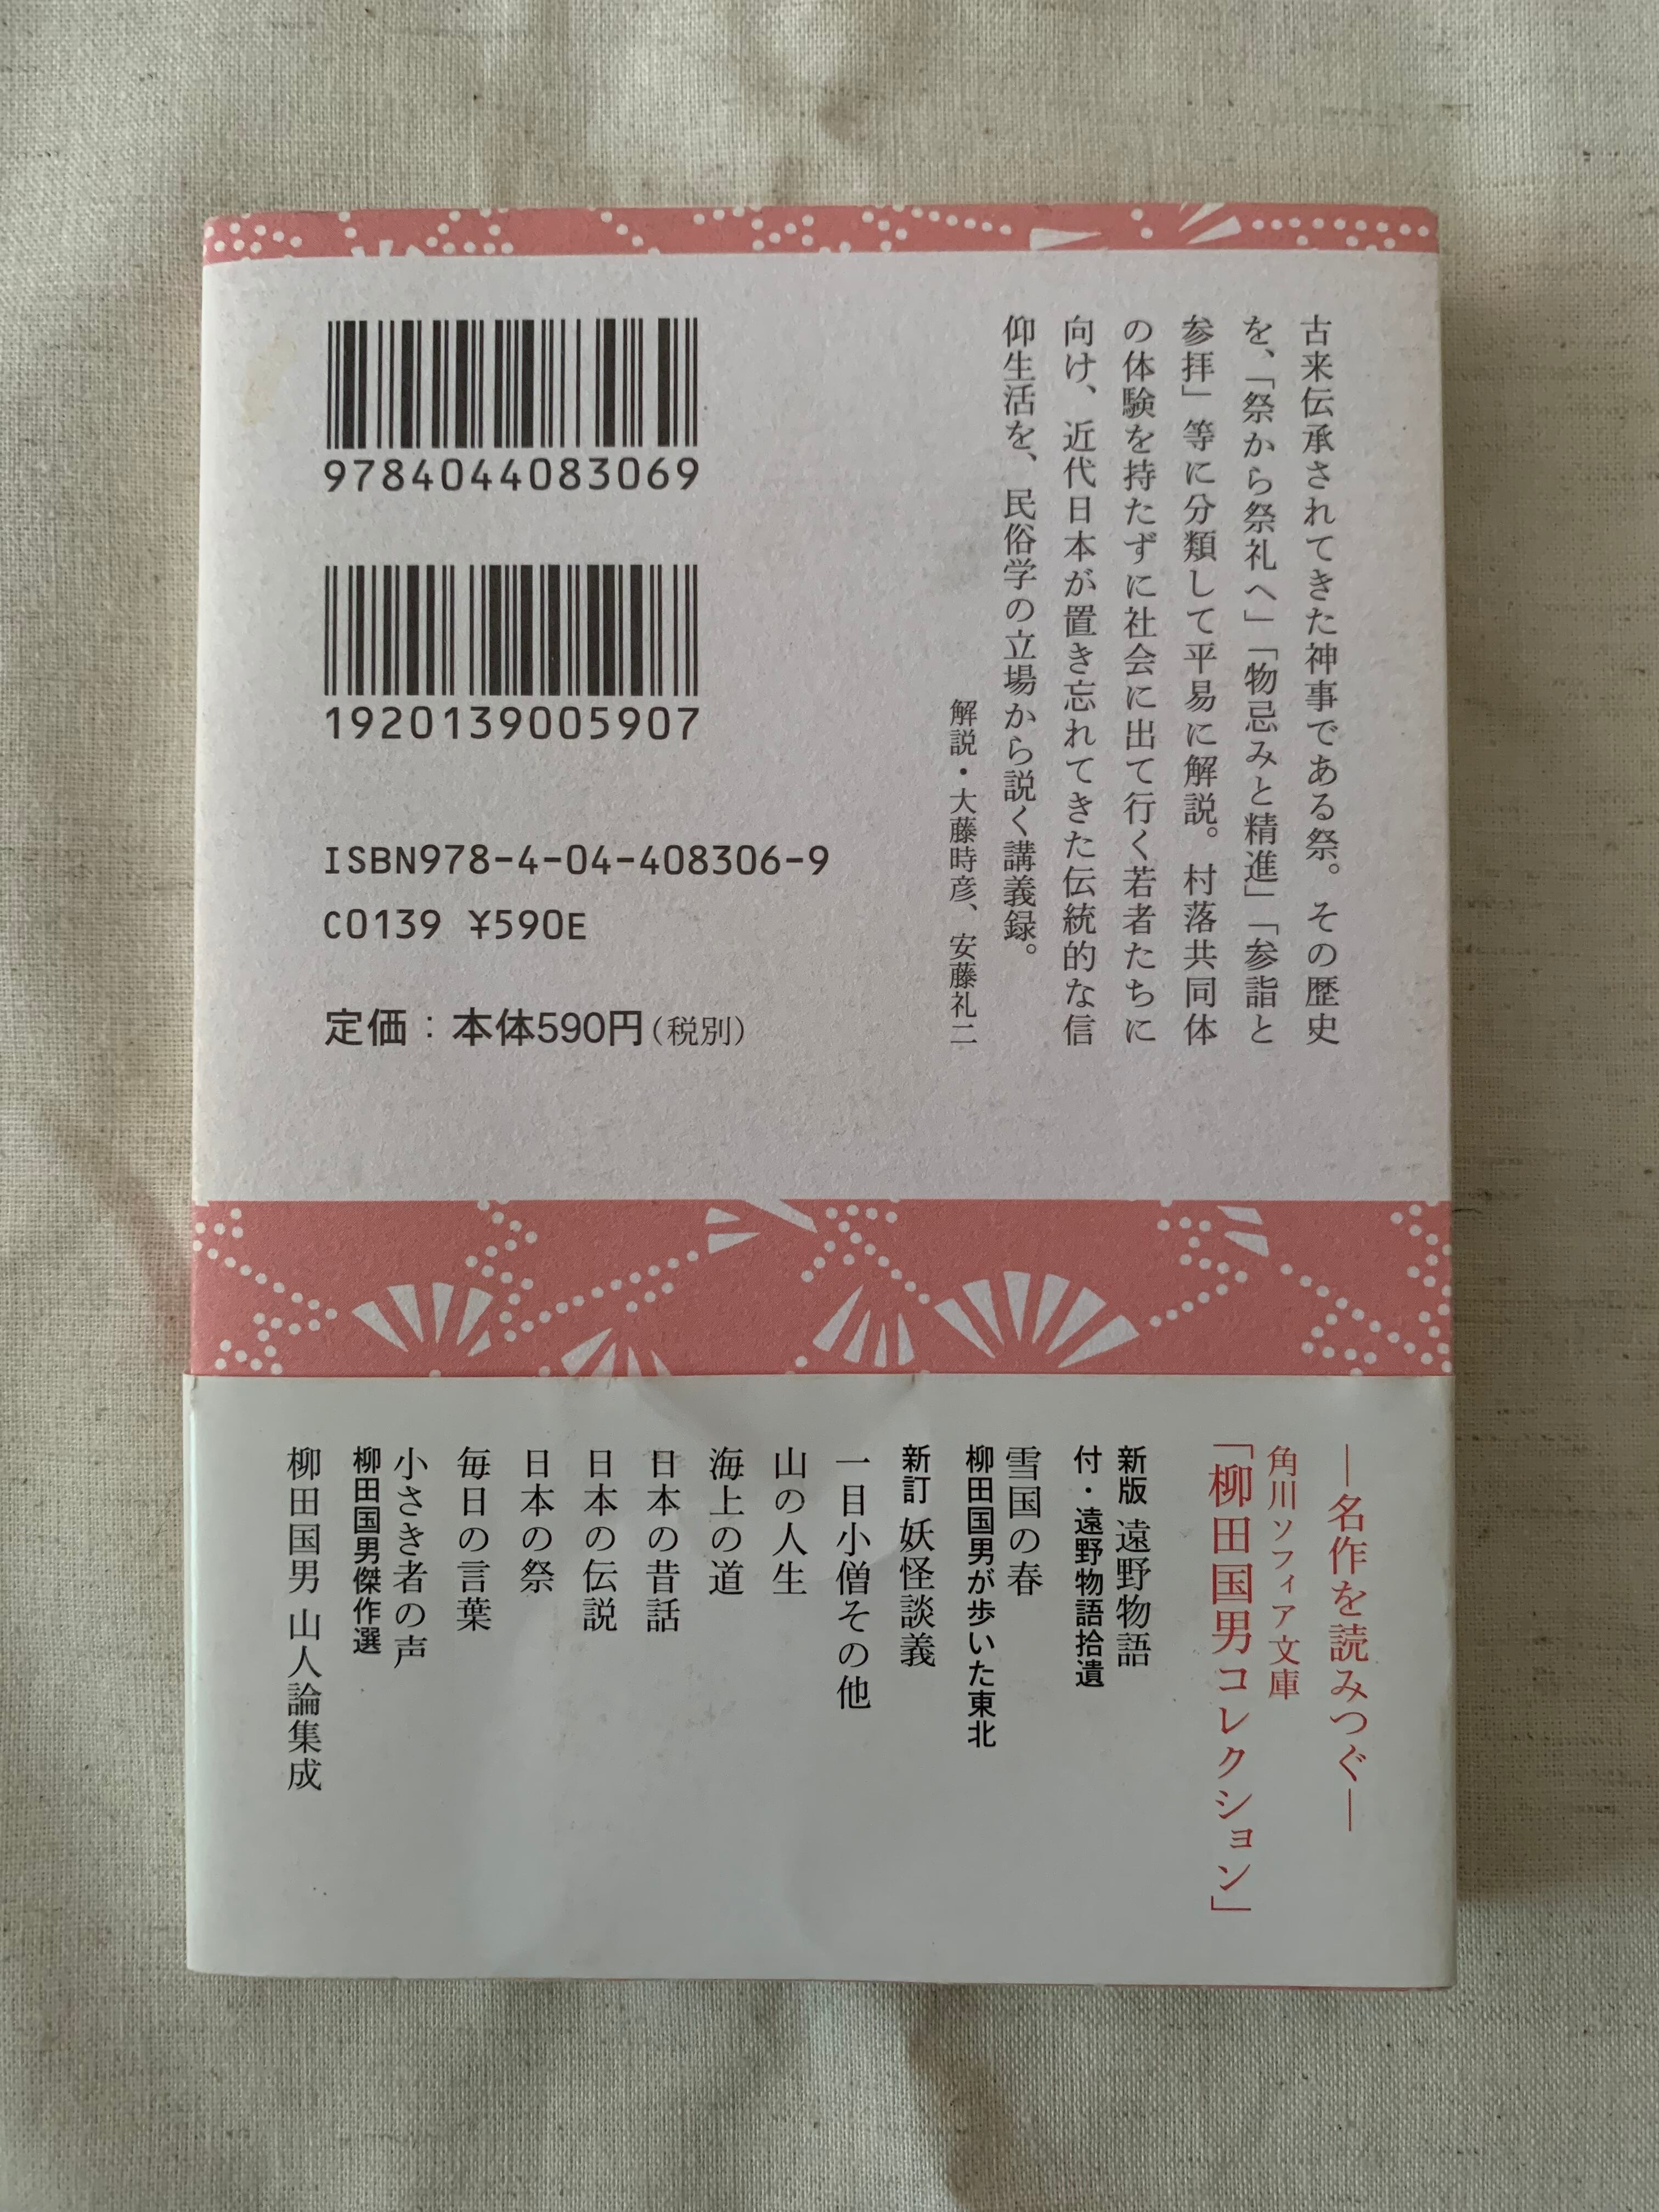 古来伝承されてきた神事である祭。その歴史
を、「祭から祭礼へ」「物忌みと精進」「参詣と
参拝」等に分類して平易に解説。村落共同体
の体験を持たずに社会に出て行く若者たちに
向け、近代日本が置き忘れてきた伝統的な信
仰生活を、民俗学の立場から説く講義録。
解説・大藤時彦、安藤礼二
9784044083069
1920139005907
ISBN978-4-04-408306-9
C0139 ¥590E
定価：本体590円（税別）
―名作を読みつぐ―
角川ソフィア文庫
「柳田国男コレクション」
新版 遠野物語
付・遠野物語拾遺
雪国の春
柳田国男が歩いた東北
新訂 妖怪談義
一目小僧その他
山の人生
海上の道
日本の昔話
日本の伝説
日本の祭
毎日の言葉
小さき者の声
柳田国男傑作選
柳田国男 山人論集成